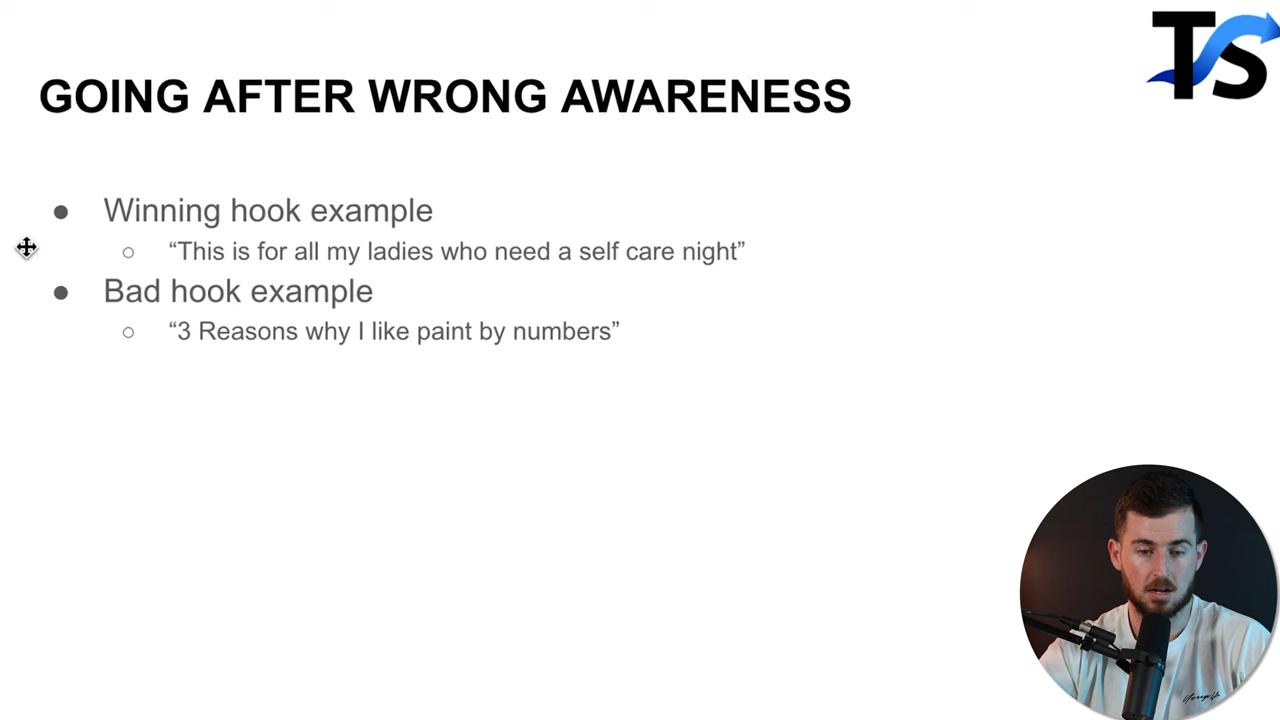 TS
GOING AFTER WRONG AWARENESS
● Winning hook example
○ “This is for all my ladies who need a self care night”
● Bad hook example
○ “3 Reasons why I like paint by numbers”